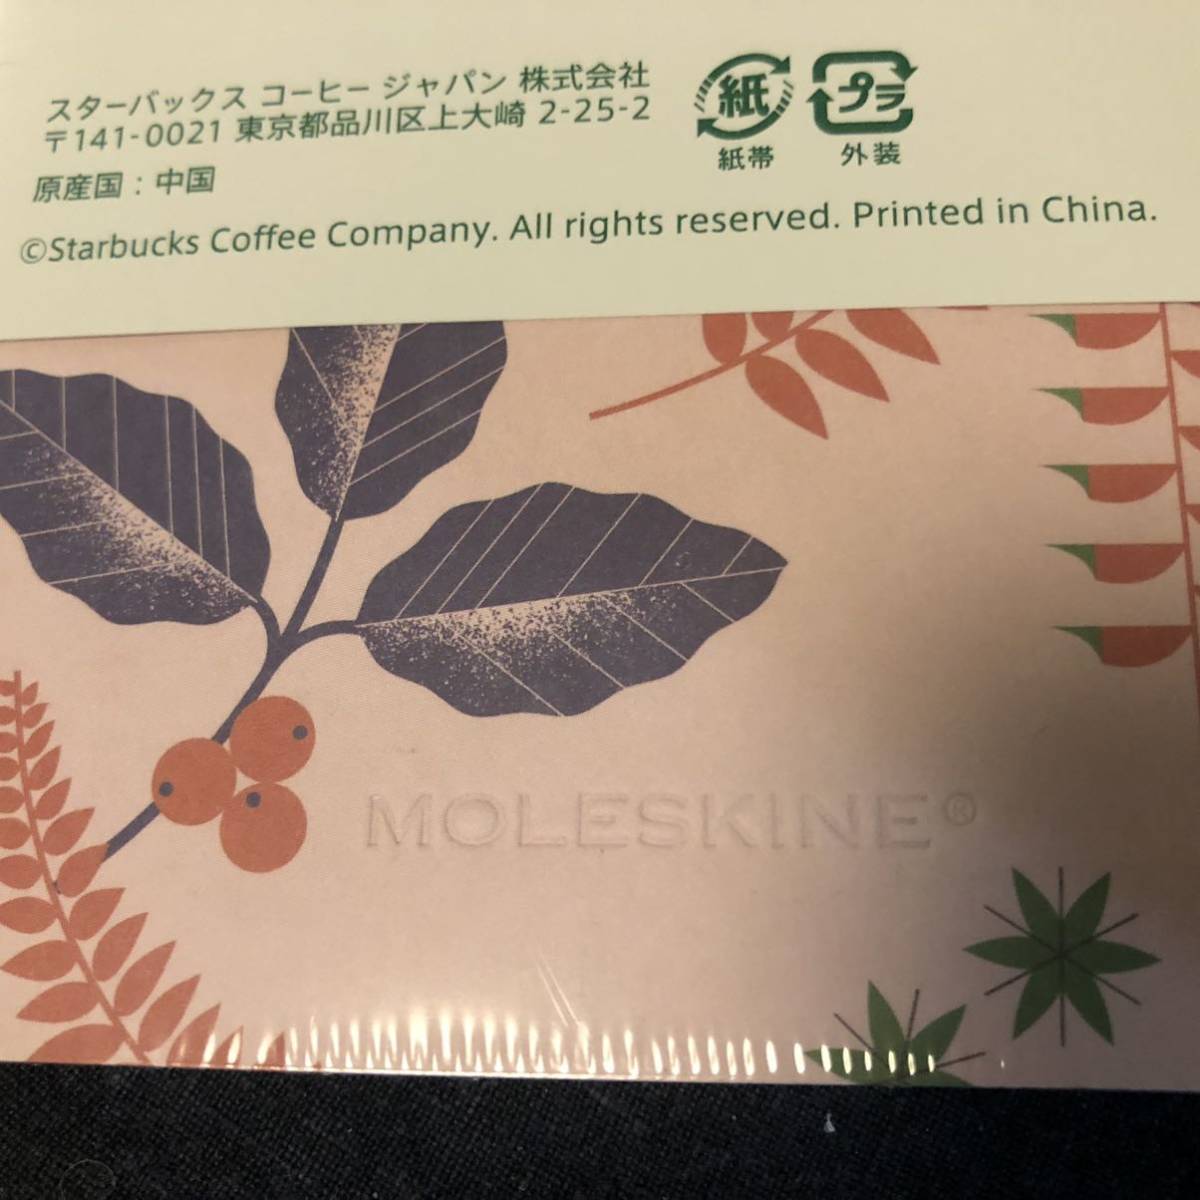 スターバックス コーヒー ジャパン 株式会社
〒141-0021 東京都品川区上大崎 2-25-2
原産国：中国
紙
紙帯
プラ
外装
©Starbucks Coffee Company. All rights reserved. Printed in China.
MOLESKINE®